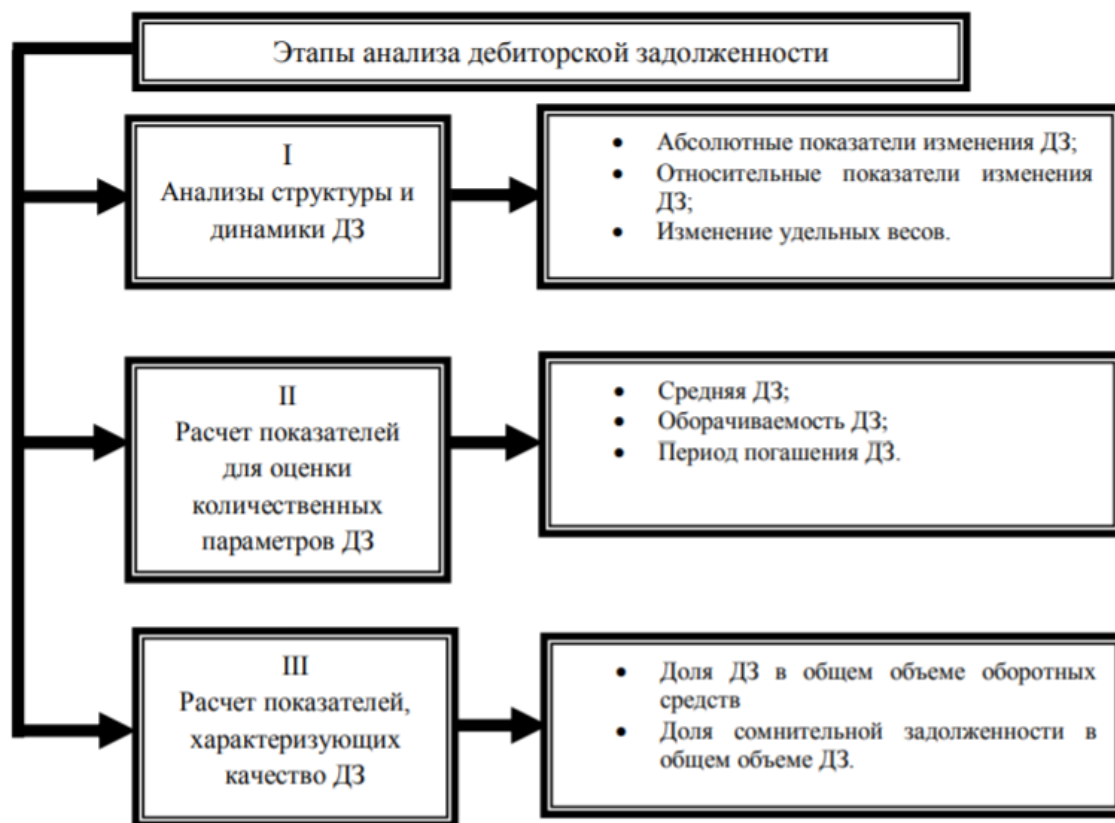 Этапы анализа дебиторской задолженности
I
Анализы структуры и
динамики ДЗ
• Абсолютные показатели изменения ДЗ;
• Относительные показатели изменения
ДЗ;
• Изменение удельных весов.
II
Расчет показателей
для оценки
количественных
параметров ДЗ
• Средняя ДЗ;
• Оборачиваемость ДЗ;
• Период погашения ДЗ.
III
Расчет показателей,
характеризующих
качество ДЗ
• Доля ДЗ в общем объеме оборотных
средств
• Доля сомнительной задолженности в
общем объеме ДЗ.